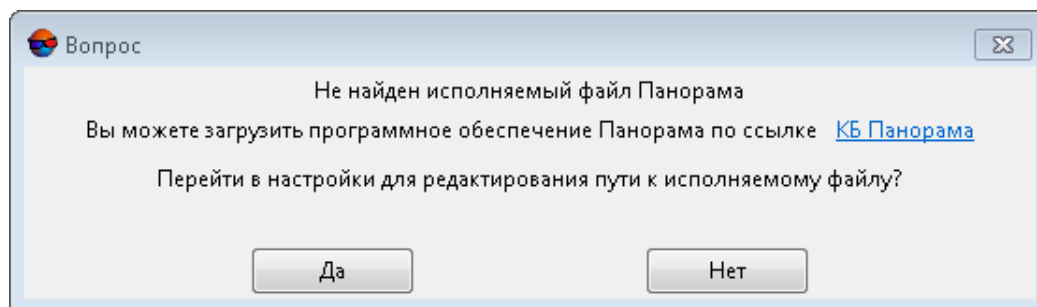 Вопрос
Не найден исполняемый файл Панорама
Вы можете загрузить программное обеспечение Панорама по ссылке КБ Панорама
Перейти в настройки для редактирования пути к исполняемому файлу?
Да Нет